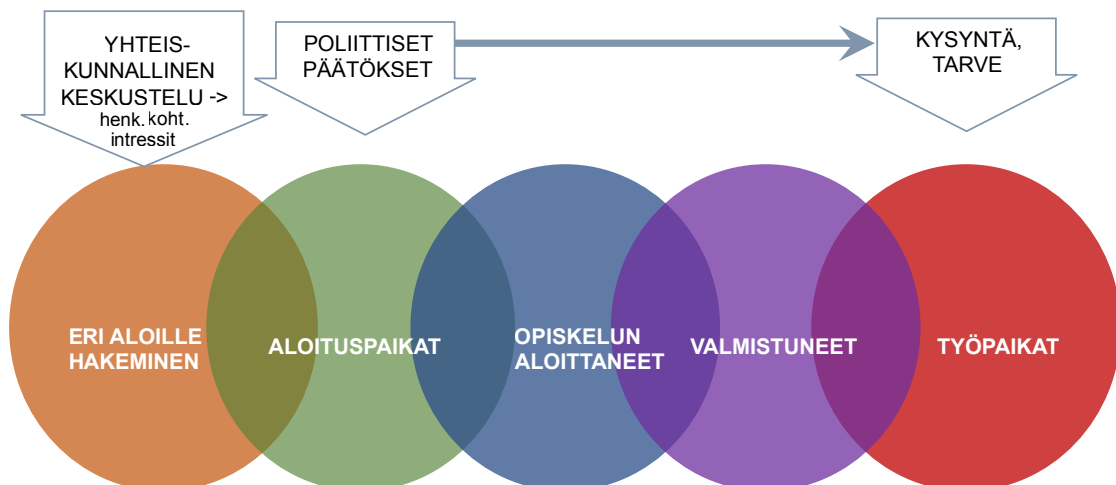 YHTEIS-
KUNNALLINEN
KESKUSTELU ->
henk. koht.
intressit
POLIITTISET
PÄÄTÖKSET
KYSYNTÄ,
TARVE
ERI ALOILLE
HAKEMINEN
ALOITUSPAIKAT
OPISKELUN
ALOITTANEET
VALMISTUNEET
TYÖPAIKAT